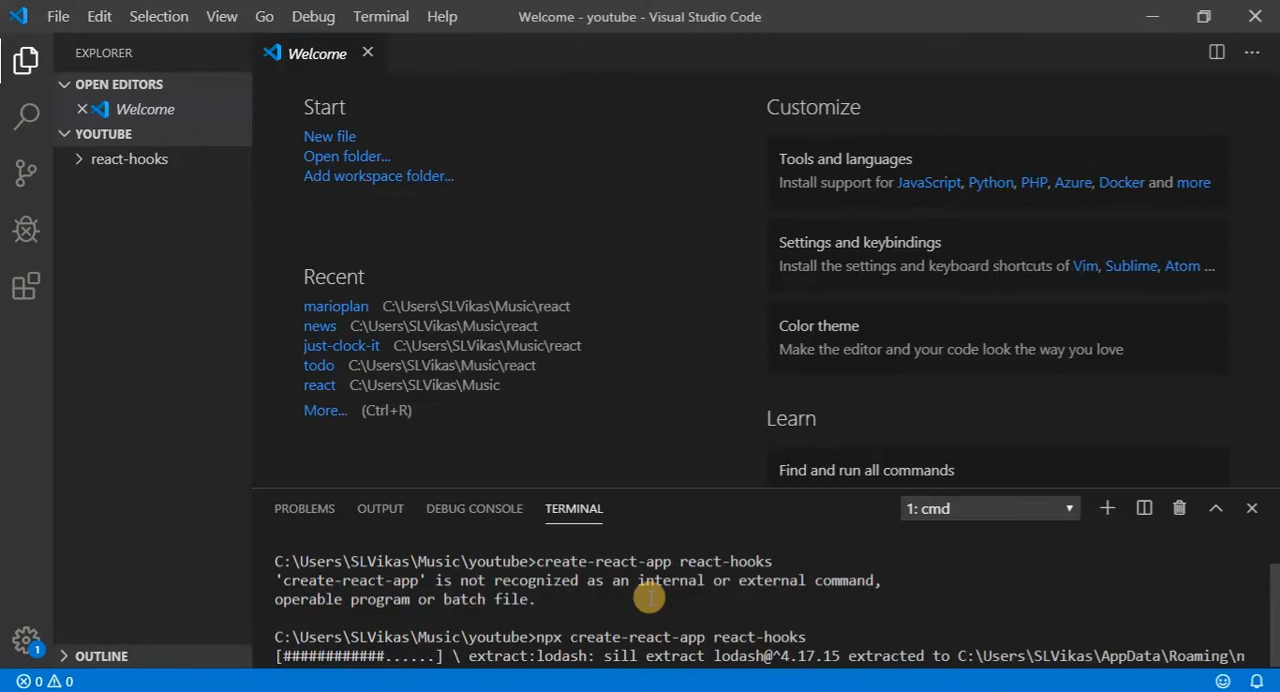 File Edit Selection View Go Debug Terminal Help Welcome - youtube - Visual Studio Code
EXPLORER
OPEN EDITORS
Welcome
YOUTUBE
react-hooks
OUTLINE
Welcome
Start
New file
Open folder...
Add workspace folder...
Recent
marioplan C:\Users\SLVikas\Music\react
news C:\Users\SLVikas\Music\react
just-clock-it C:\Users\SLVikas\Music\react
todo C:\Users\SLVikas\Music\react
react C:\Users\SLVikas\Music
More... (Ctrl+R)
Customize
Tools and languages
Install support for JavaScript, Python, PHP, Azure, Docker and more
Settings and keybindings
Install the settings and keyboard shortcuts of Vim, Sublime, Atom ...
Color theme
Make the editor and your code look the way you love
Learn
Find and run all commands
PROBLEMS OUTPUT DEBUG CONSOLE TERMINAL 1: cmd
C:\Users\SLVikas\Music\youtube>create-react-app react-hooks
'create-react-app' is not recognized as an internal or external command,
operable program or batch file.
C:\Users\SLVikas\Music\youtube>npx create-react-app react-hooks
[############......] \ extract:lodash: sill extract lodash@^4.17.15 extracted to C:\Users\SLVikas\AppData\Roaming\n
1
0 0